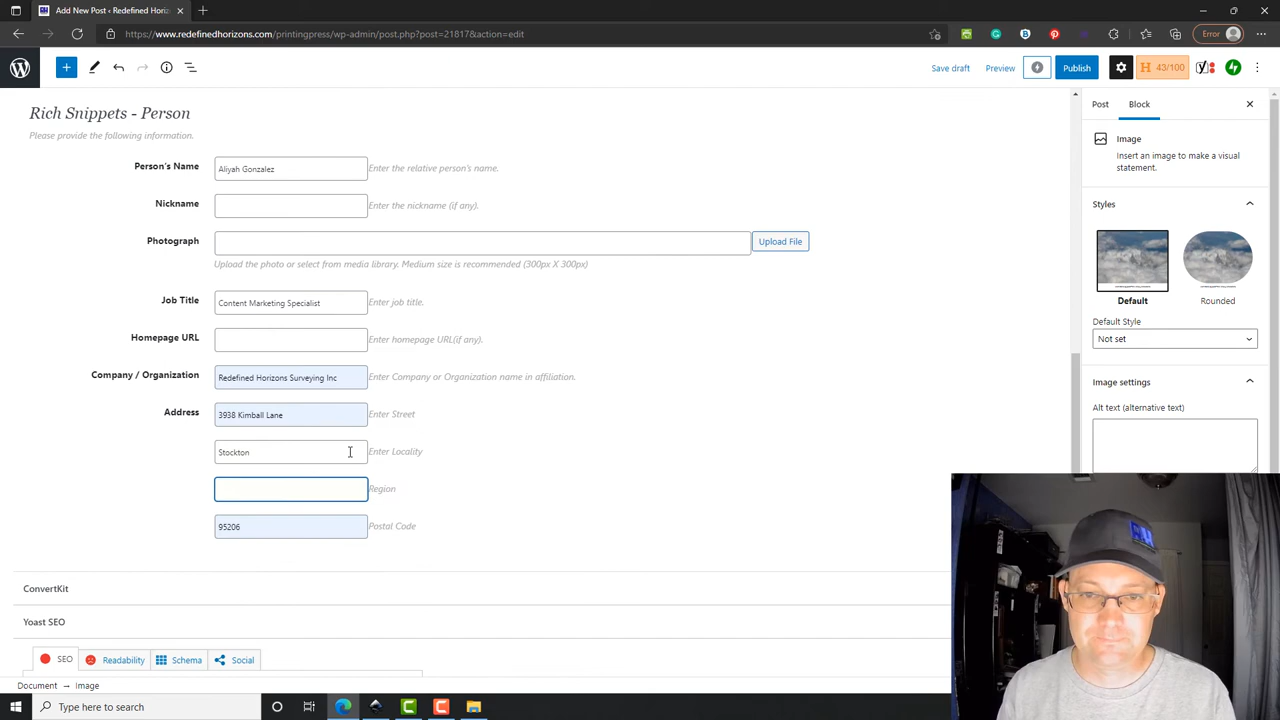 Add New Post ‹ Redefined Horiz
https://www.redefinedhorizons.com/printingpress/wp-admin/post.php?post=21817&action=edit
Error
Save draft
Preview
Publish
H 43/100
Rich Snippets - Person
Please provide the following information.
Person's Name
Aliyah Gonzalez
Enter the relative person's name.
Nickname
Enter the nickname (if any).
Photograph
Upload File
Upload the photo or select from media library. Medium size is recommended (300px X 300px)
Job Title
Content Marketing Specialist
Enter job title.
Homepage URL
Enter homepage URL(if any).
Company / Organization
Redefined Horizons Surveying Inc
Enter Company or Organization name in affiliation.
Address
3938 Kimball Lane
Enter Street
Stockton
Enter Locality
Region
95206
Postal Code
ConvertKit
Yoast SEO
SEO
Readability
Schema
Social
Document → Image
Type here to search
Post
Block
Image
Insert an image to make a visual
statement.
Styles
Default
Rounded
Default Style
Not set
Image settings
Alt text (alternative text)